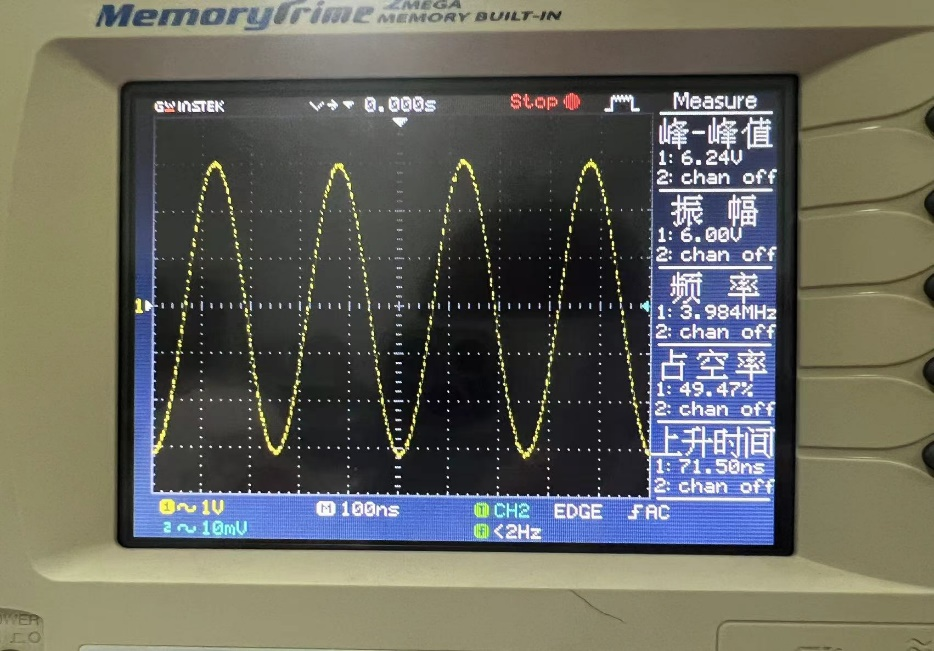 MemoryPrime 2MEGA MEMORY BUILT-IN
GW INSTEK 0.000s Stop
Measure
峰-峰值
1: 6.24V
2: chan off
振 幅
1: 6.00V
2: chan off
频 率
1: 3.984MHz
2: chan off
占空率
1: 49.47%
2: chan off
上升时间
1: 71.50ns
2: chan off
1
1 ~ 1V M 100ns T CH2 EDGE AC
2 ~ 10mV F <2Hz